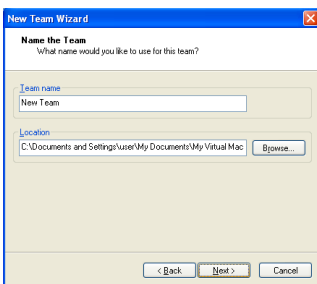 New Team Wizard
Name the Team
What name would you like to use for this team?
Team name
New Team
Location
C:\Documents and Settings\user\My Documents\My Virtual Mac
Browse...
< Back
Next >
Cancel